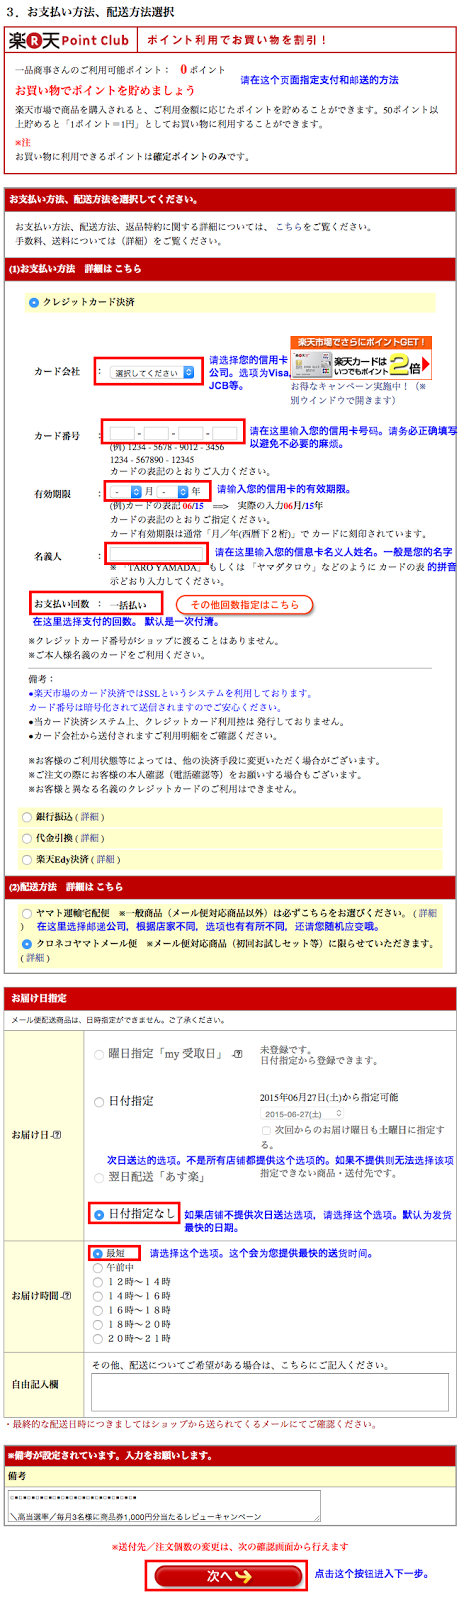 3．お支払い方法、配送方法選択
楽R天 Point Club ポイント利用でお買い物を割引！
一品商事さんのご利用可能ポイント： 0 ポイント
请在这个页面指定支付和邮送的方法
お買い物でポイントを貯めましょう
楽天市場で商品を購入されると、ご利用金額に応じたポイントを貯めることができます。50ポイント以
上貯めると「1ポイント＝1円」としてお買い物に利用することができます。
※注
お買い物に利用できるポイントは確定ポイントのみです。
お支払い方法、配送方法を選択してください。
お支払い方法、配送方法、返品特約に関する詳細については、 こちらをご覧ください。
手数料、送料については（詳細）をご覧ください。
(1)お支払い方法 詳細は こちら
クレジットカード決済
カード会社 ： 選択してください
请选择您的信用卡
公司。选项为Visa,
JCB等。
楽天市場でさらにポイントGET！
楽天カードは
いつでもポイント 2倍
お得なキャンペーン実施中！（※
別ウインドウで開きます）
カード番号 ： - - -
请在这里输入您的信用卡号码。请务必正确填写
以避免不必要的麻烦。
(例) 1234 - 5678 - 9012 - 3456
1234 - 567890 - 12345
カードの表記のとおりご入力ください。
有効期限 ： - 月 - 年 请输入您的信用卡的有效期限。
(例)カードの表記 06/15 ==> 実際の入力06月/15年
カードの表記のとおりご指定ください。
カード有効期限は通常「月／年(西暦下２桁)」で カードに刻印されています。
名義人 ： 请在这里输入您的信息卡名义人姓名。一般是您的名字
的拼音
※ 「TARO YAMADA」 もしくは 「ヤマダタロウ」などのように カードの表
示どおり入力してください。
お支払い回数 ： 一括払い その他回数指定はこちら
在这里选择支付的回数。 默认是一次付清。
※クレジットカード番号がショップに渡ることはありません。
※ご本人様名義のカードをご利用ください。
備考：
●楽天市場のカード決済ではSSLというシステムを利用しております。
カード番号は暗号化されて送信されますのでご安心ください。
●当カード決済システム上、クレジットカード利用控は 発行しておりません。
●カード会社から送付されますご利用明細をご確認ください。
※お客様のご利用状態等によっては、他の決済手段に変更いただく場合がございます。
※ご注文の際にお客様の本人確認（電話確認等）をお願いする場合もございます。
※お客様と異なる名義のクレジットカードのご利用はできません。
銀行振込 ( 詳細 )
代金引換 ( 詳細 )
楽天Edy決済 ( 詳細 )
(2)配送方法 詳細は こちら
ヤマト運輸宅配便 ※一般商品（メール便対応商品以外）は必ずこちらをお選びください。 ( 詳細
) 在这里选择邮递公司，根据店家不同，选项也有有所不同，还请您随机应变哦。
クロネコヤマトメール便 ※メール便対応商品（初回お試しセット等）に限らせていただきます。
( 詳細 )
お届け日指定
メール便配送商品は、日時指定ができません。ご了承ください。
お届け日 -?
曜日指定「my 受取日」 -?
未登録です。
日付指定から登録できます。
日付指定
2015年06月27日(土)から指定可能
2015-06-27(土)
次回からのお届け曜日も土曜日に指定す
る。
次日送达的选项。不是所有店铺都提供这个选项的。如果不提供则无法选择该项
翌日配送「あす楽」 指定できない商品・送付先です。
日付指定なし
如果店铺不提供次日送达选项，请选择这个选项。默认为发货
最快的日期。
お届け時間 -?
最短 请选择这个选项。这个会为您提供最快的送货时间。
午前中
１２時～１４時
１４時～１６時
１６時～１８時
１８時～２０時
２０時～２１時
自由記入欄
その他、配送についてご希望がある場合は、こちらにご記入ください。
・最終的な配送日時につきましてはショップから送られてくるメールにてご確認ください。
※備考が設定されています。入力をお願いします。
備考
＼高当選率／毎月3名様に商品券1,000円分当たるレビューキャンペーン
※送付先／注文個数の変更は、次の確認画面から行えます
次へ 点击这个按钮进入下一步。